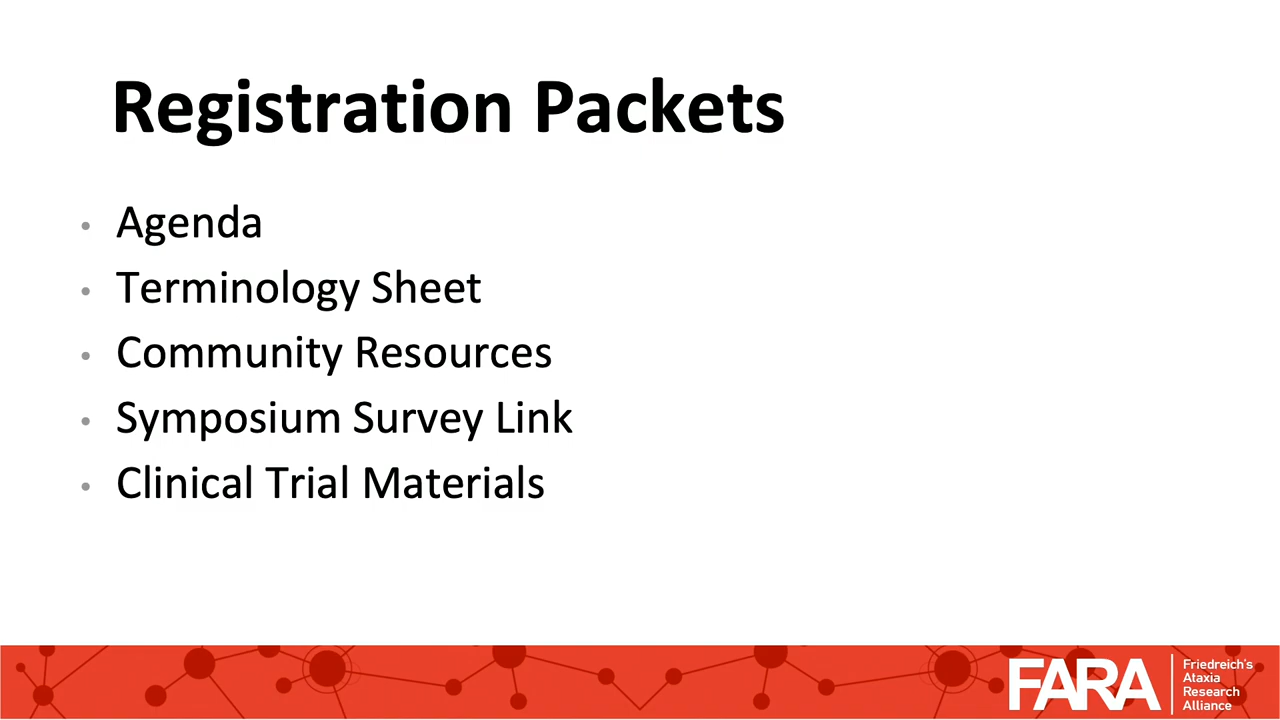 Registration Packets
• Agenda
• Terminology Sheet
• Community Resources
• Symposium Survey Link
• Clinical Trial Materials
FARA
Friedreich's
Ataxia
Research
Alliance